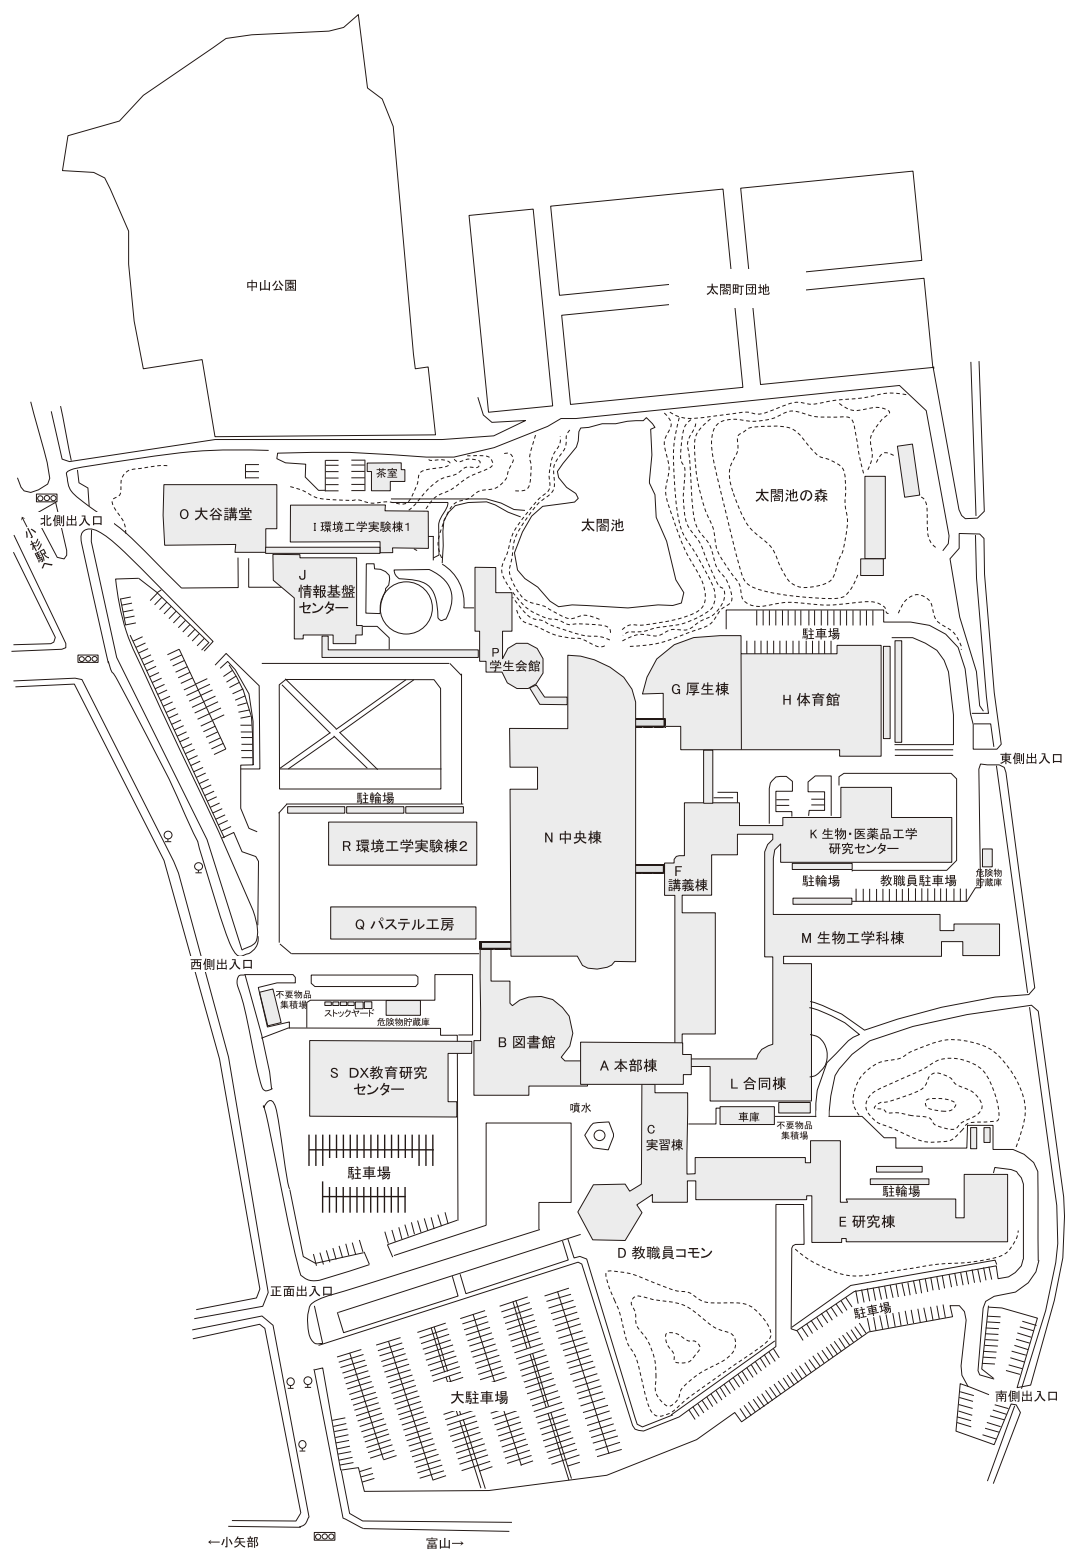 中山公園
太閤町団地
茶室
太閤池の森
O 大谷講堂
北側出入口
←小杉駅へ
I 環境工学実験棟1
太閤池
J
情報基盤
センター
駐車場
P
学生会館
G 厚生棟
H 体育館
東側出入口
駐輪場
R 環境工学実験棟2
N 中央棟
K 生物・医薬品工学
研究センター
F
講義棟
駐輪場
教職員駐車場
危険物
貯蔵庫
Q パステル工房
M 生物工学科棟
西側出入口
不要物品
集積場
ストックヤード
危険物貯蔵庫
B 図書館
A 本部棟
L 合同棟
S DX教育研究
センター
噴水
車庫
不要物品
集積場
C
実習棟
駐車場
駐輪場
E 研究棟
D 教職員コモン
正面出入口
駐車場
大駐車場
南側出入口
←小矢部
富山→